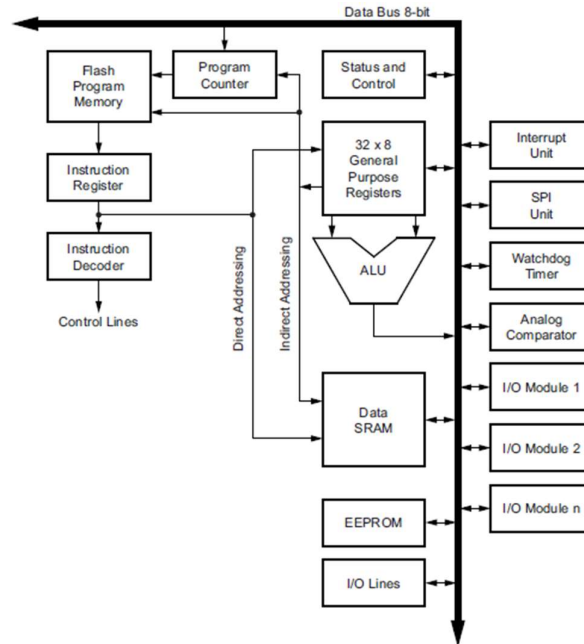 Data Bus 8-bit
Flash
Program
Memory
Program
Counter
Status and
Control
32 x 8
General
Purpose
Registers
Interrupt
Unit
Instruction
Register
SPI
Unit
Instruction
Decoder
ALU
Watchdog
Timer
Control Lines
Direct Addressing
Indirect Addressing
Analog
Comparator
Data
SRAM
I/O Module 1
I/O Module 2
EEPROM
I/O Module n
I/O Lines